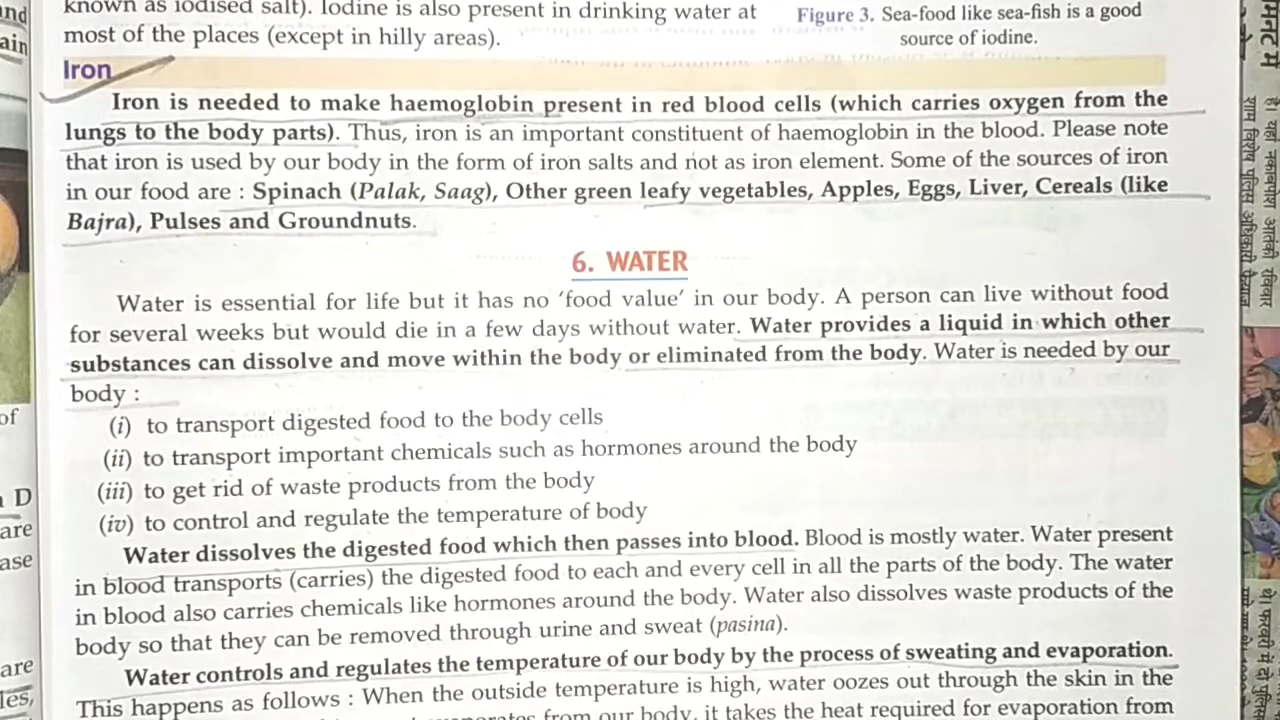 known as iodised salt). Iodine is also present in drinking water at
most of the places (except in hilly areas).
Figure 3. Sea-food like sea-fish is a good
source of iodine.
Iron
Iron is needed to make haemoglobin present in red blood cells (which carries oxygen from the
lungs to the body parts). Thus, iron is an important constituent of haemoglobin in the blood. Please note
that iron is used by our body in the form of iron salts and not as iron element. Some of the sources of iron
in our food are : Spinach (Palak, Saag), Other green leafy vegetables, Apples, Eggs, Liver, Cereals (like
Bajra), Pulses and Groundnuts.
6. WATER
Water is essential for life but it has no ‘food value’ in our body. A person can live without food
for several weeks but would die in a few days without water. Water provides a liquid in which other
substances can dissolve and move within the body or eliminated from the body. Water is needed by our
body :
(i) to transport digested food to the body cells
(ii) to transport important chemicals such as hormones around the body
(iii) to get rid of waste products from the body
(iv) to control and regulate the temperature of body
Water dissolves the digested food which then passes into blood. Blood is mostly water. Water present
in blood transports (carries) the digested food to each and every cell in all the parts of the body. The water
in blood also carries chemicals like hormones around the body. Water also dissolves waste products of the
body so that they can be removed through urine and sweat (pasina).
Water controls and regulates the temperature of our body by the process of sweating and evaporation.
This happens as follows : When the outside temperature is high, water oozes out through the skin in the
from our body, it takes the heat required for evaporation from
of
D
are
ase
are
les,